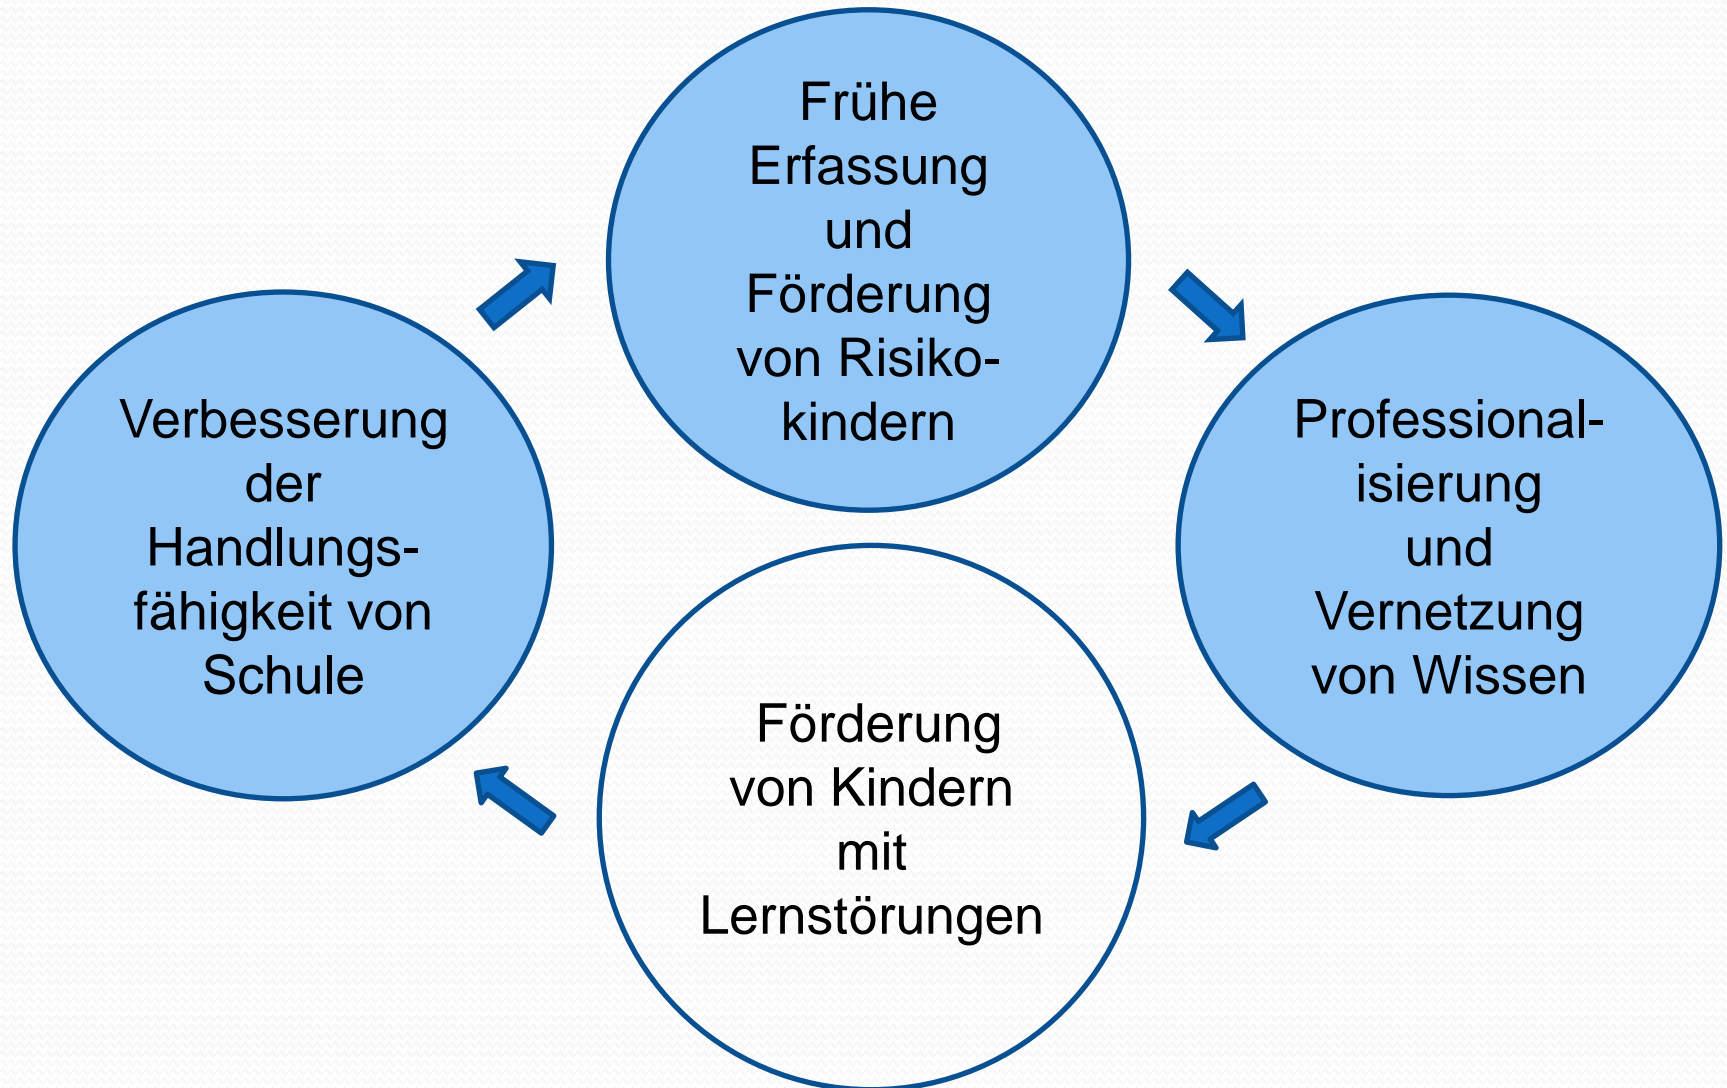 Frühe
Erfassung
und
Förderung
von Risiko-
kindern
Professional-
isierung
und
Vernetzung
von Wissen
Förderung
von Kindern
mit
Lernstörungen
Verbesserung
der
Handlungs-
fähigkeit von
Schule